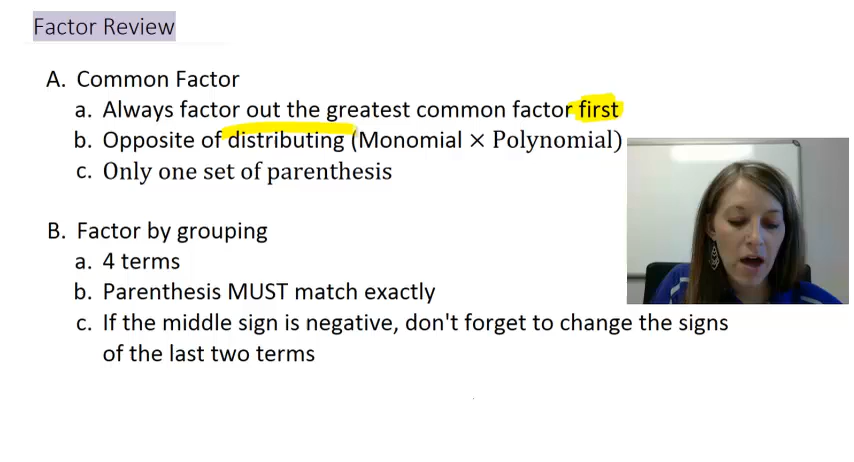 Factor Review
A. Common Factor
a. Always factor out the greatest common factor first
b. Opposite of distributing (Monomial × Polynomial)
c. Only one set of parenthesis
B. Factor by grouping
a. 4 terms
b. Parenthesis MUST match exactly
c. If the middle sign is negative, don't forget to change the signs
of the last two terms